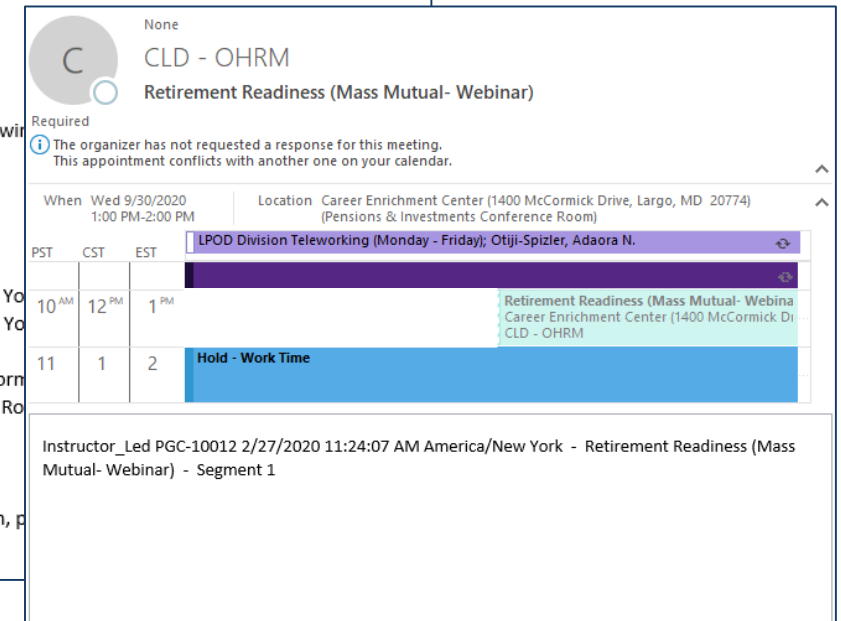 None
C
CLD - OHRM
Retirement Readiness (Mass Mutual- Webinar)
Required
The organizer has not requested a response for this meeting.
This appointment conflicts with another one on your calendar.
When Wed 9/30/2020
1:00 PM-2:00 PM
Location Career Enrichment Center (1400 McCormick Drive, Largo, MD 20774)
(Pensions & Investments Conference Room)
PST CST EST
LPOD Division Teleworking (Monday - Friday); Otiji-Spizler, Adaora N.
Yo
Yo
10 AM 12 PM 1 PM
Retirement Readiness (Mass Mutual- Webina
Career Enrichment Center (1400 McCormick Dr
CLD - OHRM
11 1 2
Hold - Work Time
Ro
Instructor_Led PGC-10012 2/27/2020 11:24:07 AM America/New York - Retirement Readiness (Mass
Mutual- Webinar) - Segment 1